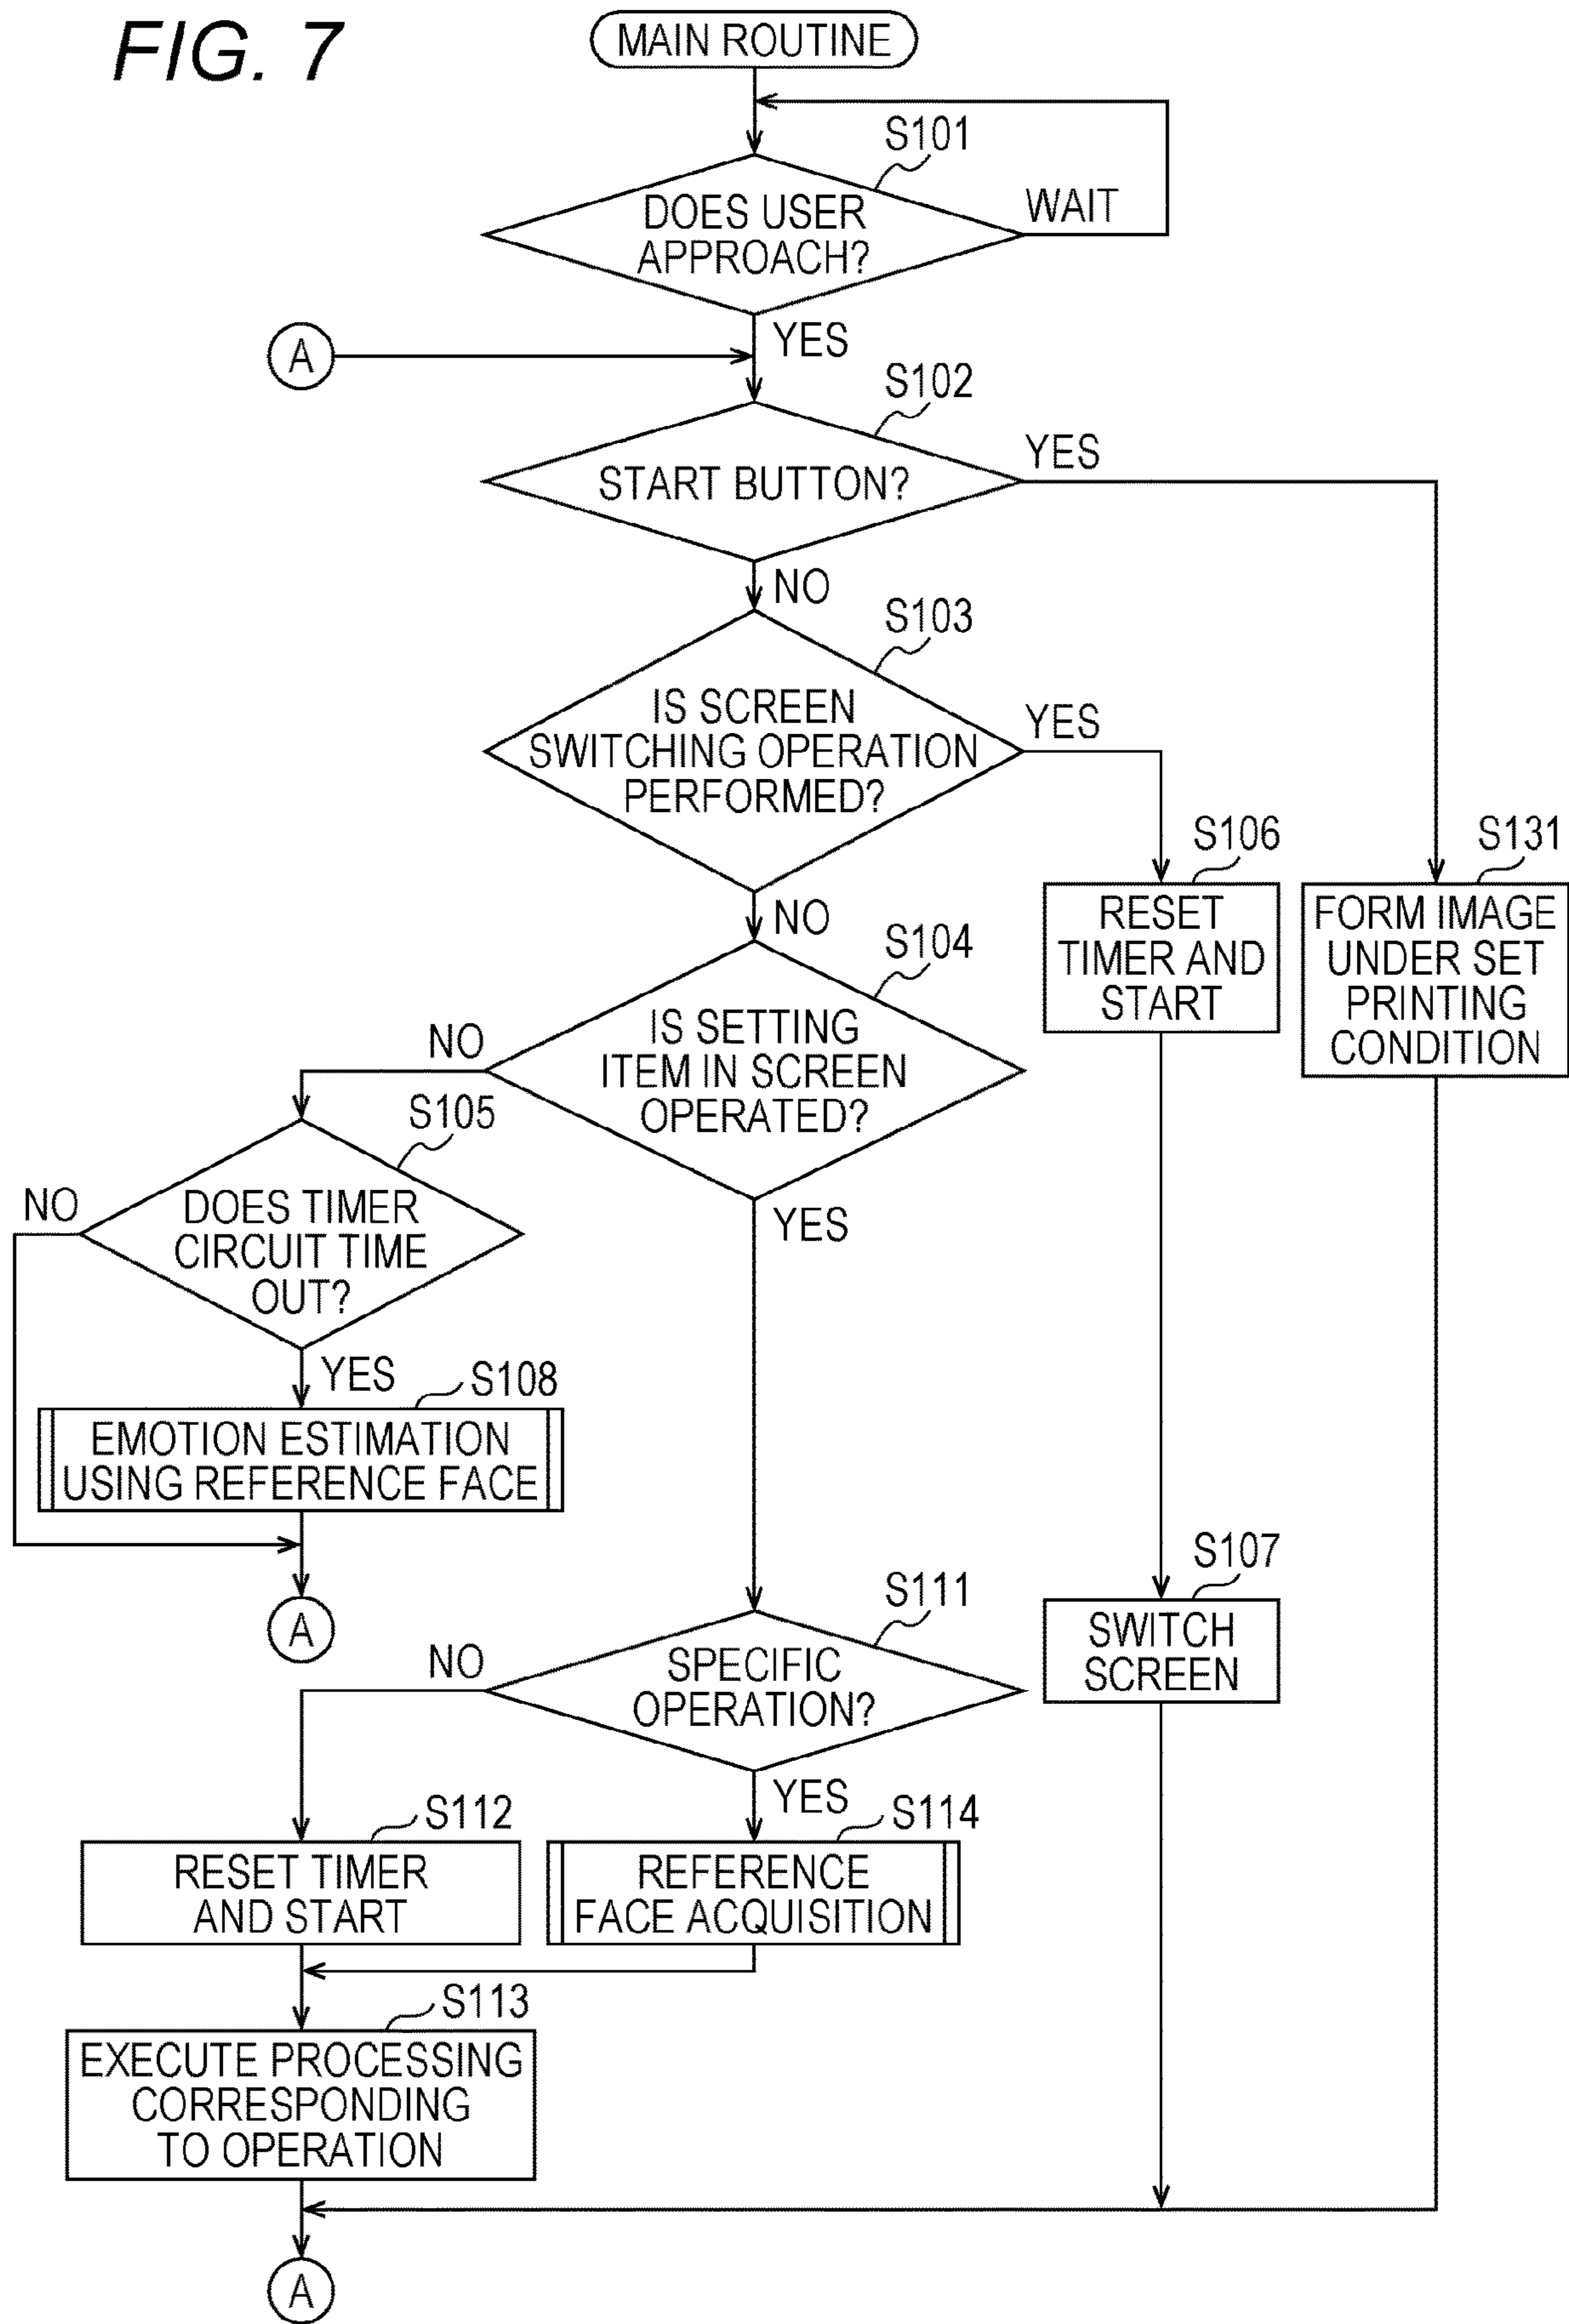 FIG. 7
MAIN ROUTINE
S101
DOES USER
APPROACH?
WAIT
YES
A
S102
START BUTTON?
YES
NO
S103
IS SCREEN
SWITCHING OPERATION
PERFORMED?
YES
NO
S106
RESET
TIMER AND
START
S131
FORM IMAGE
UNDER SET
PRINTING
CONDITION
S104
IS SETTING
ITEM IN SCREEN
OPERATED?
NO
YES
S105
DOES TIMER
CIRCUIT TIME
OUT?
NO
YES
S108
EMOTION ESTIMATION
USING REFERENCE FACE
A
S107
SWITCH
SCREEN
S111
SPECIFIC
OPERATION?
NO
YES
S112
RESET TIMER
AND START
S114
REFERENCE
FACE ACQUISITION
S113
EXECUTE PROCESSING
CORRESPONDING
TO OPERATION
A